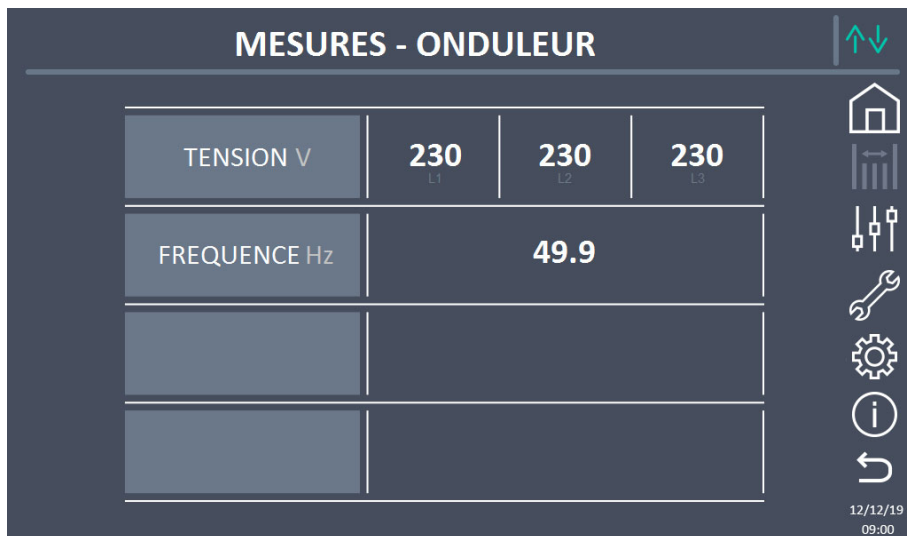 MESURES - ONDULEUR
TENSION V
230
230
230
L1
L2
L3
FREQUENCE Hz
49.9
i
12/12/19
09:00